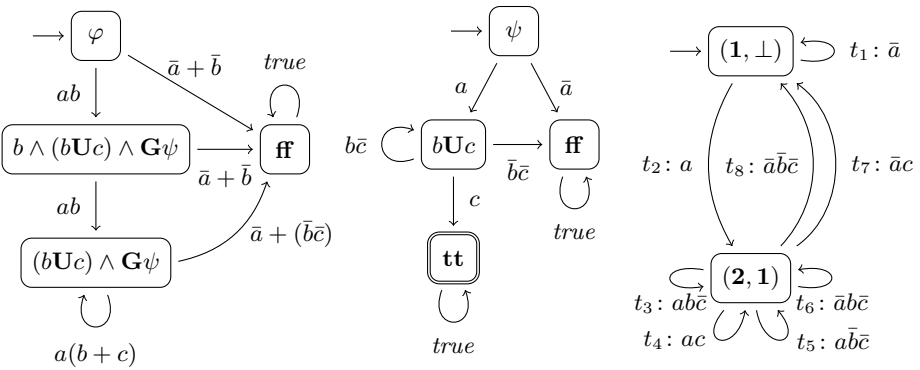 φ
ā + b̄
true
ab
b ∧ (bUc) ∧ Gψ
ā + b̄
ff
ab
(bUc) ∧ Gψ
ā + (b̄c̄)
a(b + c)
ψ
a
ā
bc̄
bUc
b̄c̄
ff
c
true
tt
true
(1, ⊥)
t₁: ā
t₂: a
t₈: āb̄c̄
t₇: āc
(2, 1)
t₃: abc̄
t₆: ābc̄
t₄: ac
t₅: ab̄c̄